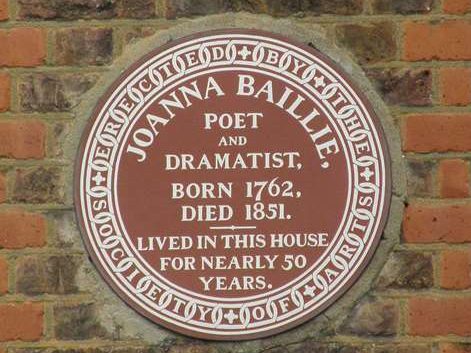 ERECTED BY THE SOCIETY OF ARTS
JOANNA BAILLIE,
POET
AND
DRAMATIST,
BORN 1762,
DIED 1851.
LIVED IN THIS HOUSE
FOR NEARLY 50
YEARS.